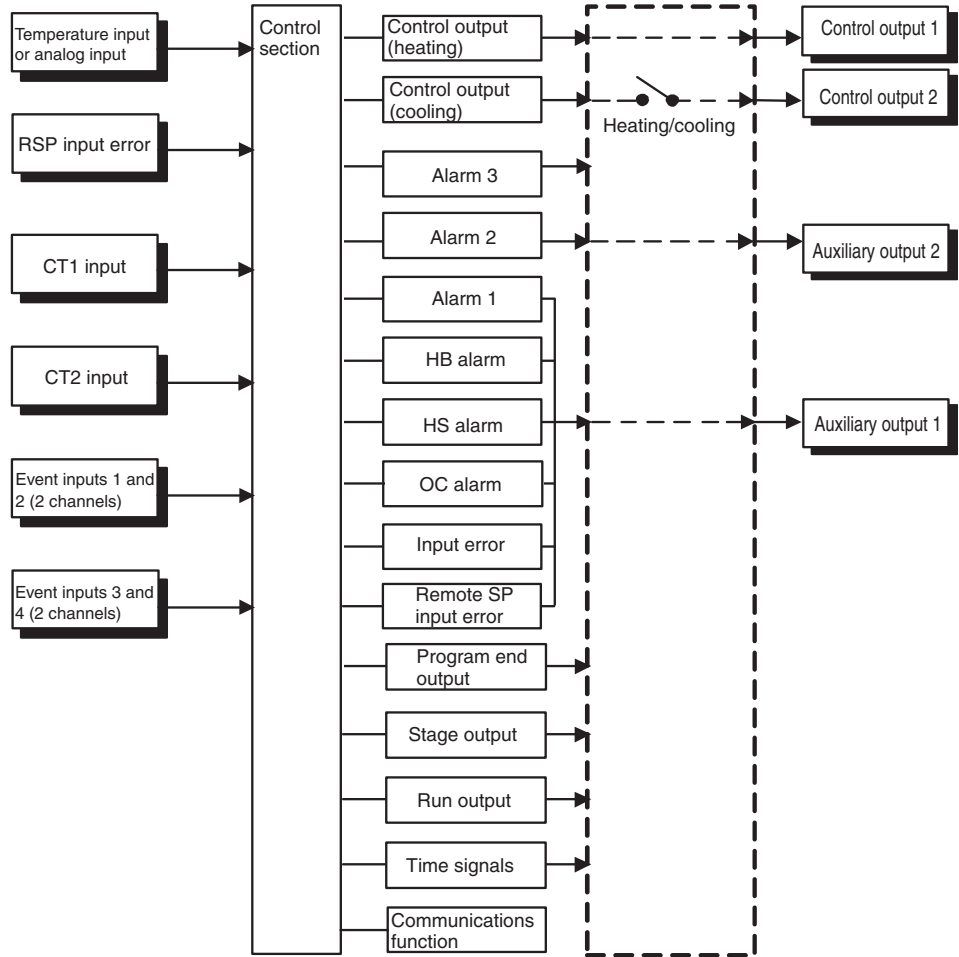 Temperature input
or analog input
RSP input error
CT1 input
CT2 input
Event inputs 1 and
2 (2 channels)
Event inputs 3 and
4 (2 channels)
Control
section
Control output
(heating)
Control output
(cooling)
Alarm 3
Alarm 2
Alarm 1
HB alarm
HS alarm
OC alarm
Input error
Remote SP
input error
Program end
output
Stage output
Run output
Time signals
Communications
function
Heating/cooling
Control output 1
Control output 2
Auxiliary output 2
Auxiliary output 1